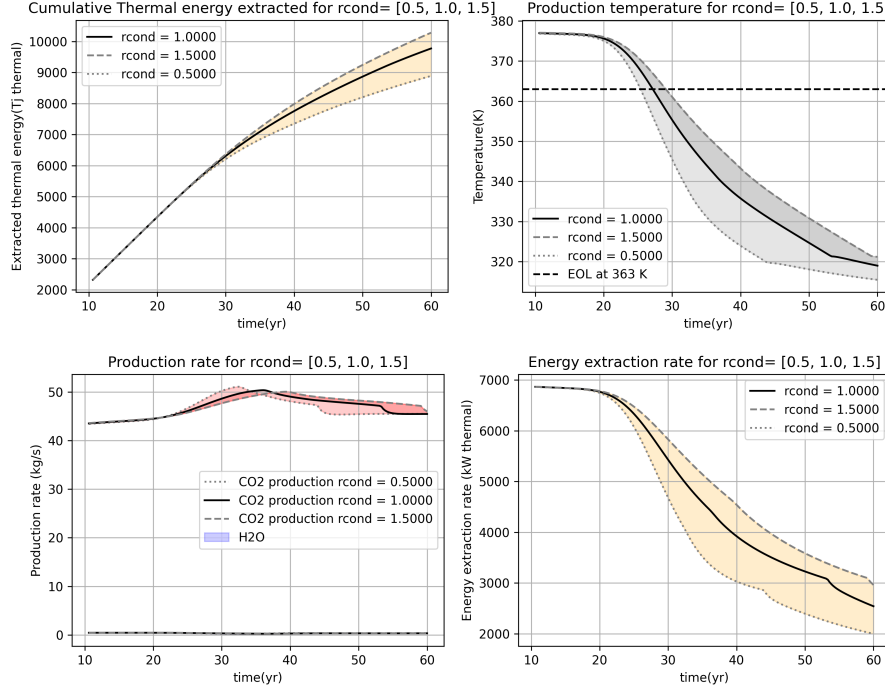 Cumulative Thermal energy extracted for rcond= [0.5, 1.0, 1.5]
Extracted thermal energy(Tj thermal)
10000
9000
8000
7000
6000
5000
4000
3000
2000
rcond = 1.0000
rcond = 1.5000
rcond = 0.5000
10 20 30 40 50 60
time(yr)
Production temperature for rcond= [0.5, 1.0, 1.5
Temperature(K)
380
370
360
350
340
330
320
rcond = 1.0000
rcond = 1.5000
rcond = 0.5000
EOL at 363 K
10 20 30 40 50 60
time(yr)
Production rate for rcond= [0.5, 1.0, 1.5]
Production rate (kg/s)
50
40
30
20
10
0
CO2 production rcond = 0.5000
CO2 production rcond = 1.0000
CO2 production rcond = 1.5000
H2O
10 20 30 40 50 60
time(yr)
Energy extraction rate for rcond= [0.5, 1.0, 1.5]
Energy extraction rate (kW thermal)
7000
6000
5000
4000
3000
2000
rcond = 1.0000
rcond = 1.5000
rcond = 0.5000
10 20 30 40 50 60
time(yr)